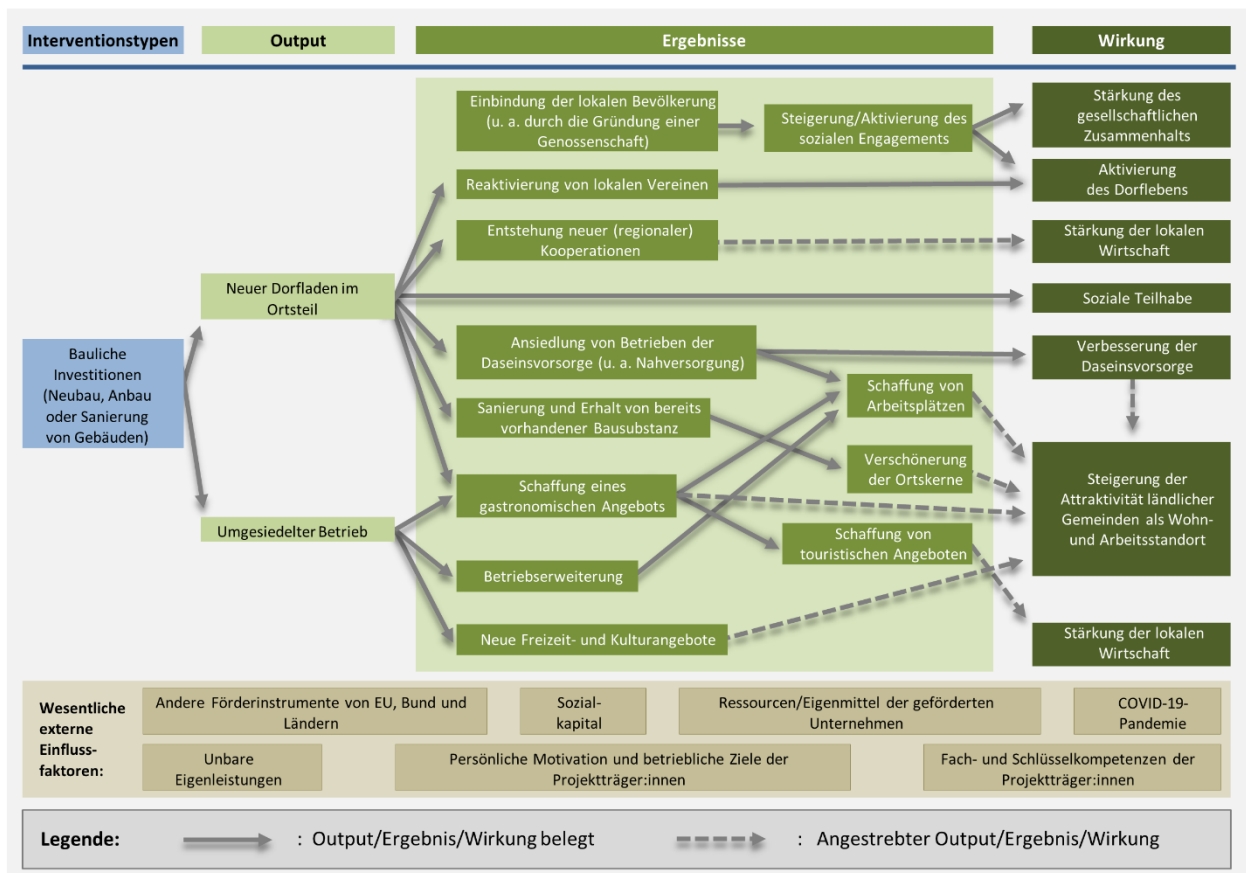 Interventionstypen
Output
Ergebnisse
Wirkung
Einbindung der lokalen Bevölkerung
(u. a. durch die Gründung einer
Genossenschaft)
Steigerung/Aktivierung des
sozialen Engagements
Stärkung des
gesellschaftlichen
Zusammenhalts
Reaktivierung von lokalen Vereinen
Aktivierung
des Dorflebens
Entstehung neuer (regionaler)
Kooperationen
Stärkung der lokalen
Wirtschaft
Neuer Dorfladen im
Ortsteil
Soziale Teilhabe
Bauliche
Investitionen
(Neubau, Anbau
oder Sanierung
von Gebäuden)
Ansiedlung von Betrieben der
Daseinsvorsorge (u. a. Nahversorgung)
Verbesserung der
Daseinsvorsorge
Schaffung von
Arbeitsplätzen
Sanierung und Erhalt von bereits
vorhandener Bausubstanz
Verschönerung
der Ortskerne
Schaffung eines
gastronomischen Angebots
Steigerung der
Attraktivität ländlicher
Gemeinden als Wohn-
und Arbeitsstandort
Umgesiedelter Betrieb
Schaffung von
touristischen Angeboten
Betriebserweiterung
Neue Freizeit- und Kulturangebote
Stärkung der lokalen
Wirtschaft
Wesentliche
externe
Einfluss-
faktoren:
Andere Förderinstrumente von EU, Bund und
Ländern
Sozial-
kapital
Ressourcen/Eigenmittel der geförderten
Unternehmen
COVID-19-
Pandemie
Unbare
Eigenleistungen
Persönliche Motivation und betriebliche Ziele der
Projektträger:innen
Fach- und Schlüsselkompetenzen der
Projektträger:innen
Legende:
: Output/Ergebnis/Wirkung belegt
: Angestrebter Output/Ergebnis/Wirkung